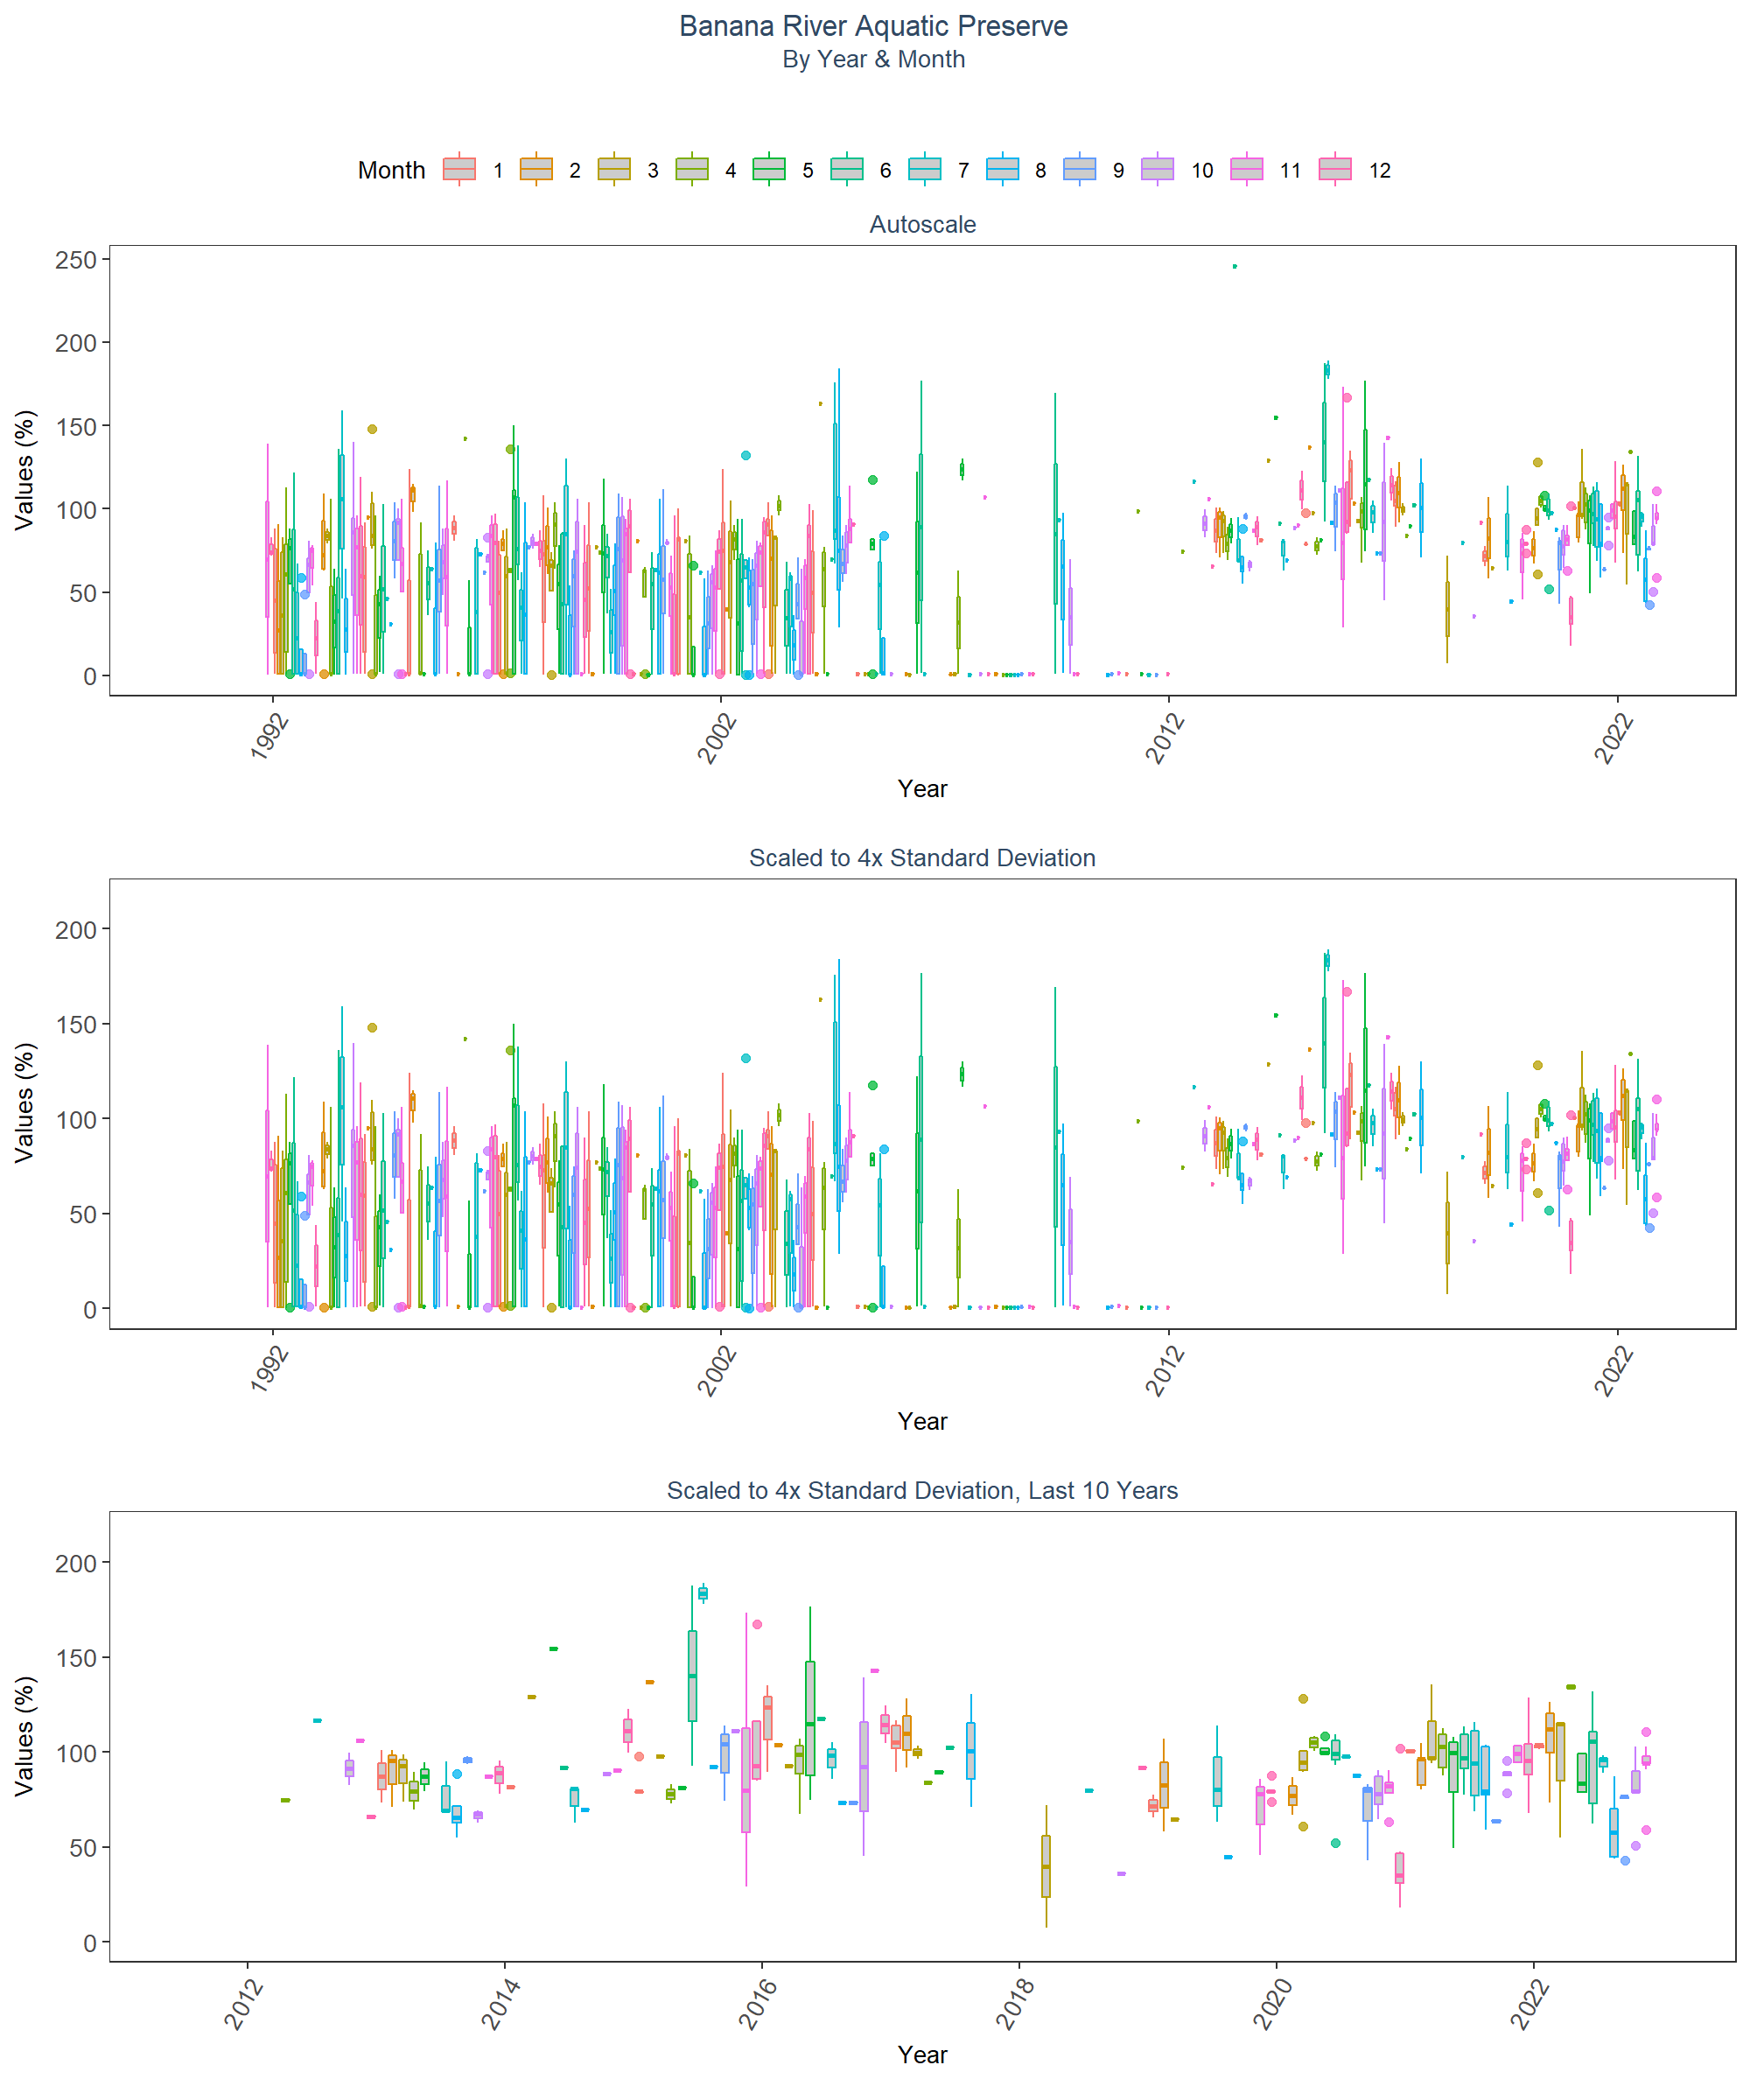 Banana River Aquatic Preserve
By Year & Month
Month 1 2 3 4 5 6 7 8 9 10 11 12
Autoscale
Values (%)
250
200
150
100
50
0
1992 2002 2012 2022
Year
Scaled to 4x Standard Deviation
Values (%)
200
150
100
50
0
1992 2002 2012 2022
Year
Scaled to 4x Standard Deviation, Last 10 Years
Values (%)
200
150
100
50
0
2012 2014 2016 2018 2020 2022
Year